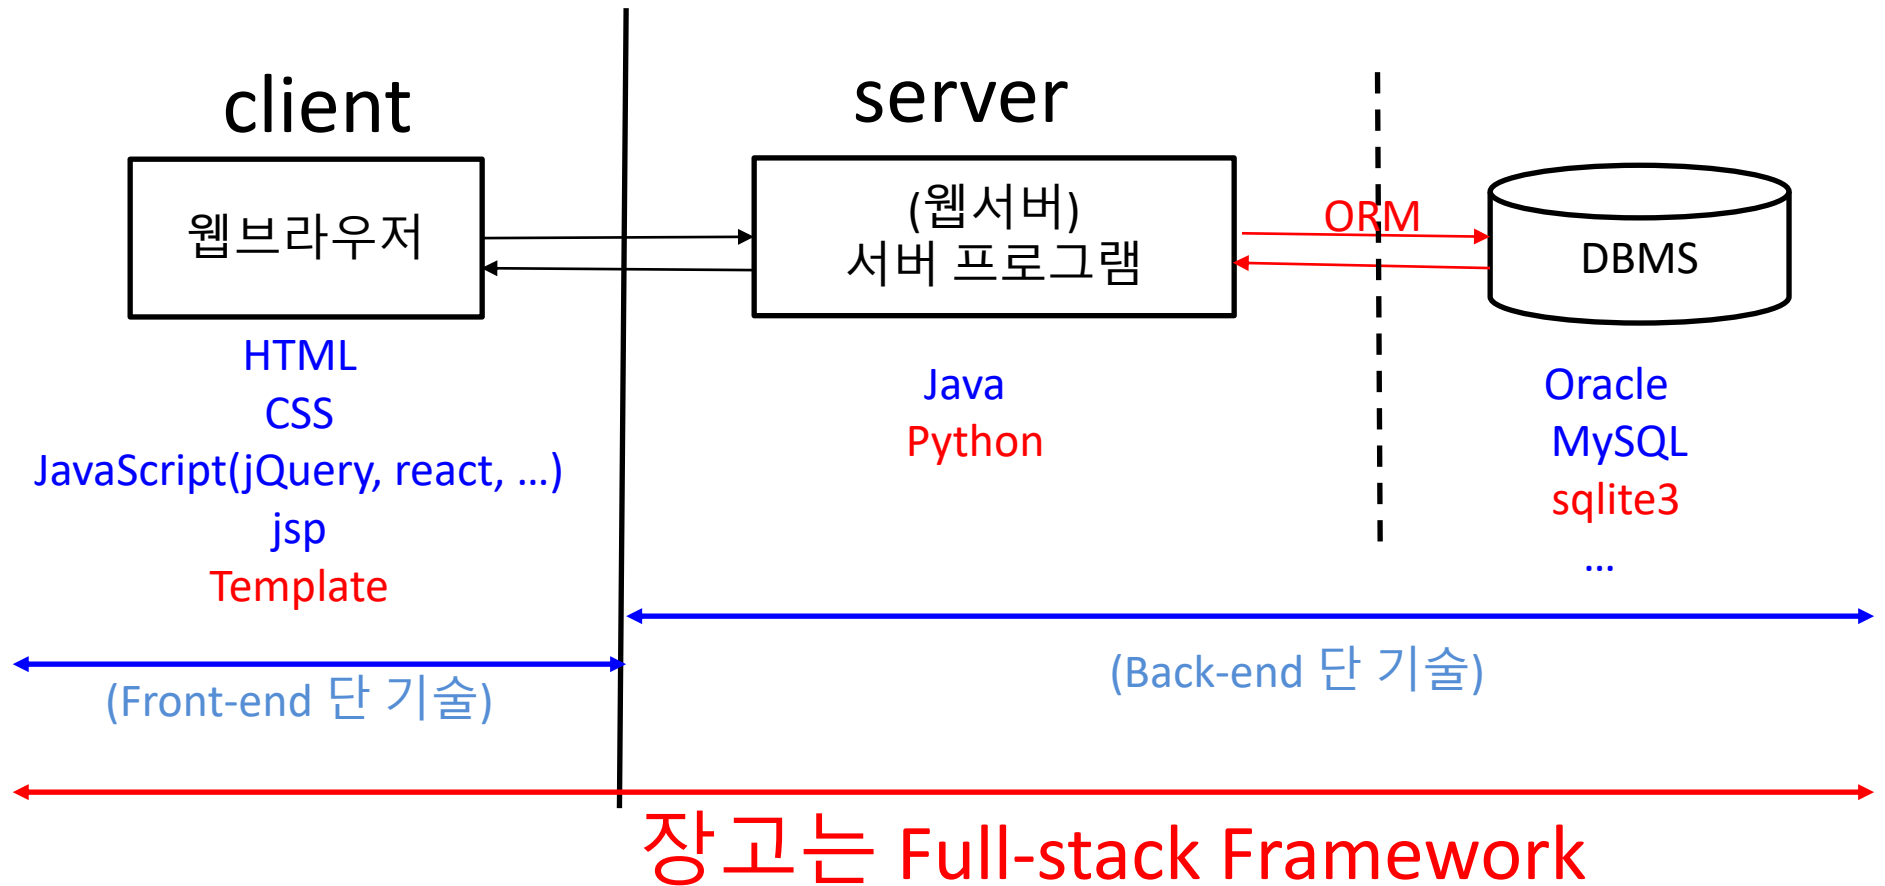 client
server
웹브라우저
(웹서버)
서버 프로그램
ORM
DBMS
HTML
CSS
JavaScript(jQuery, react, ...)
jsp
Template
Java
Python
Oracle
MySQL
sqlite3
...
(Front-end 단 기술)
(Back-end 단 기술)
장고는 Full-stack Framework